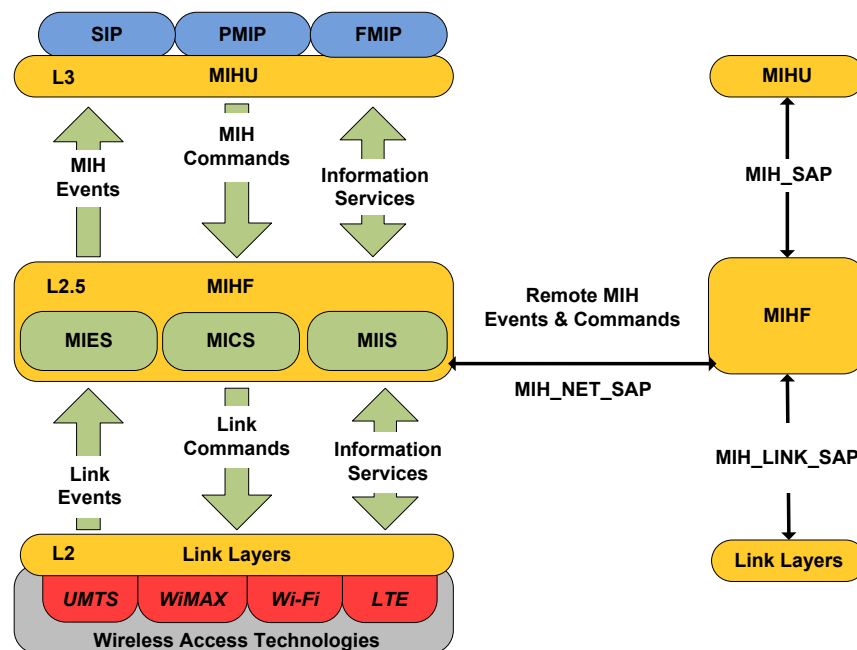 SIP
PMIP
FMIP
L3
MIHU
MIHU
MIH
Events
MIH
Commands
Information
Services
MIH_SAP
L2.5
MIHF
MIES
MICS
MIIS
Remote MIH
Events & Commands
MIH_NET_SAP
MIHF
Link
Events
Link
Commands
Information
Services
MIH_LINK_SAP
L2
Link Layers
Link Layers
UMTS
WiMAX
Wi-Fi
LTE
Wireless Access Technologies